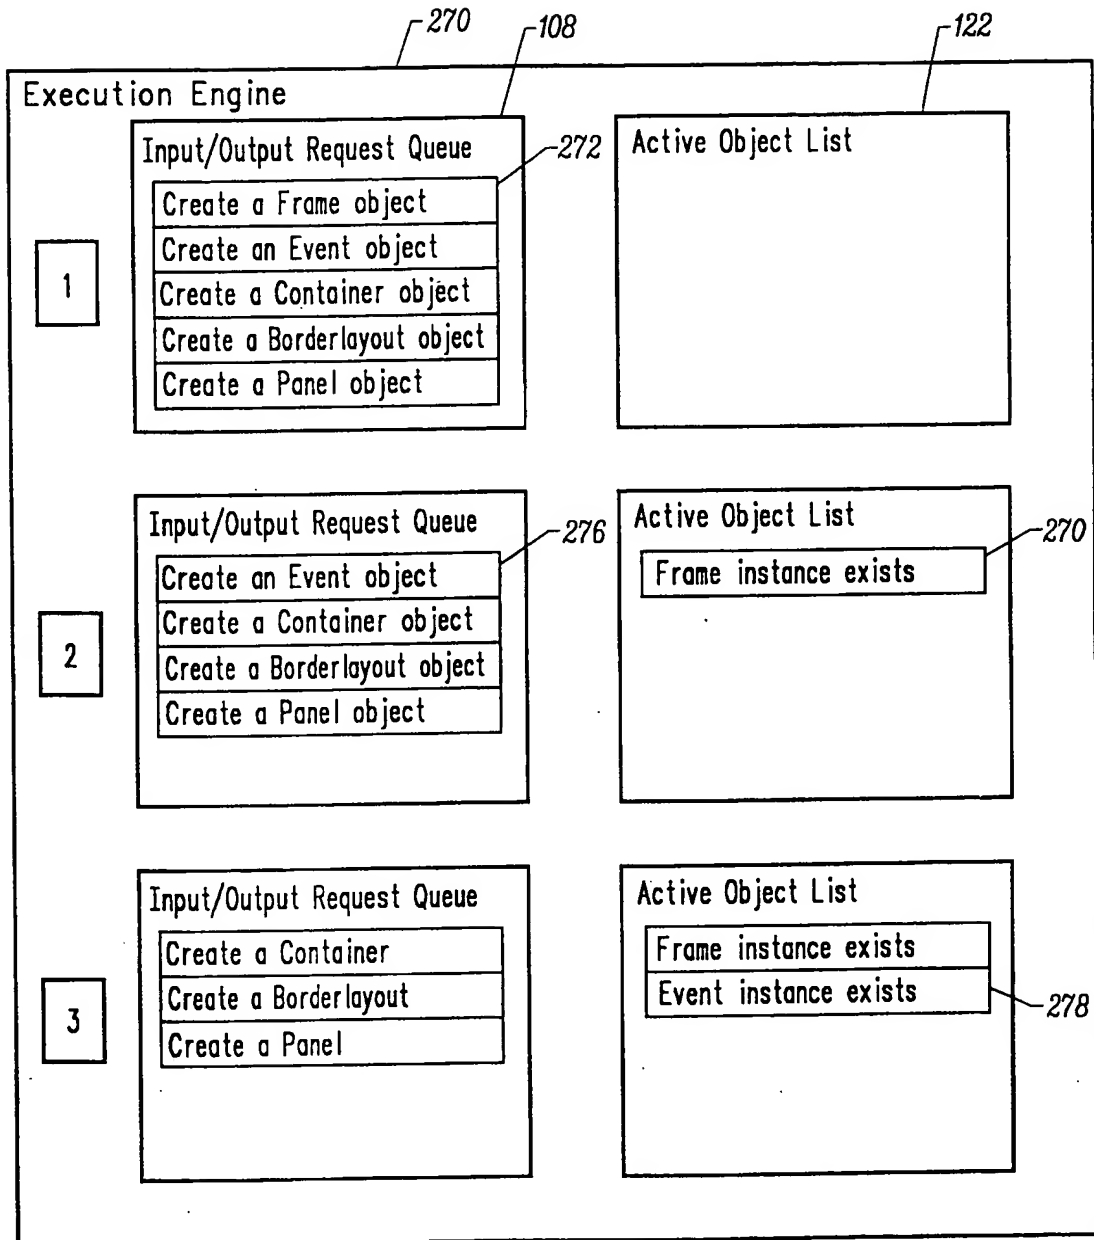 270
108
122
Execution Engine
Input/Output Request Queue
272
Create a Frame object
Create an Event object
Create a Container object
Create a Borderlayout object
Create a Panel object
Active Object List
1
Input/Output Request Queue
276
Create an Event object
Create a Container object
Create a Borderlayout object
Create a Panel object
Active Object List
270
Frame instance exists
2
Input/Output Request Queue
Create a Container
Create a Borderlayout
Create a Panel
Active Object List
Frame instance exists
Event instance exists
278
3